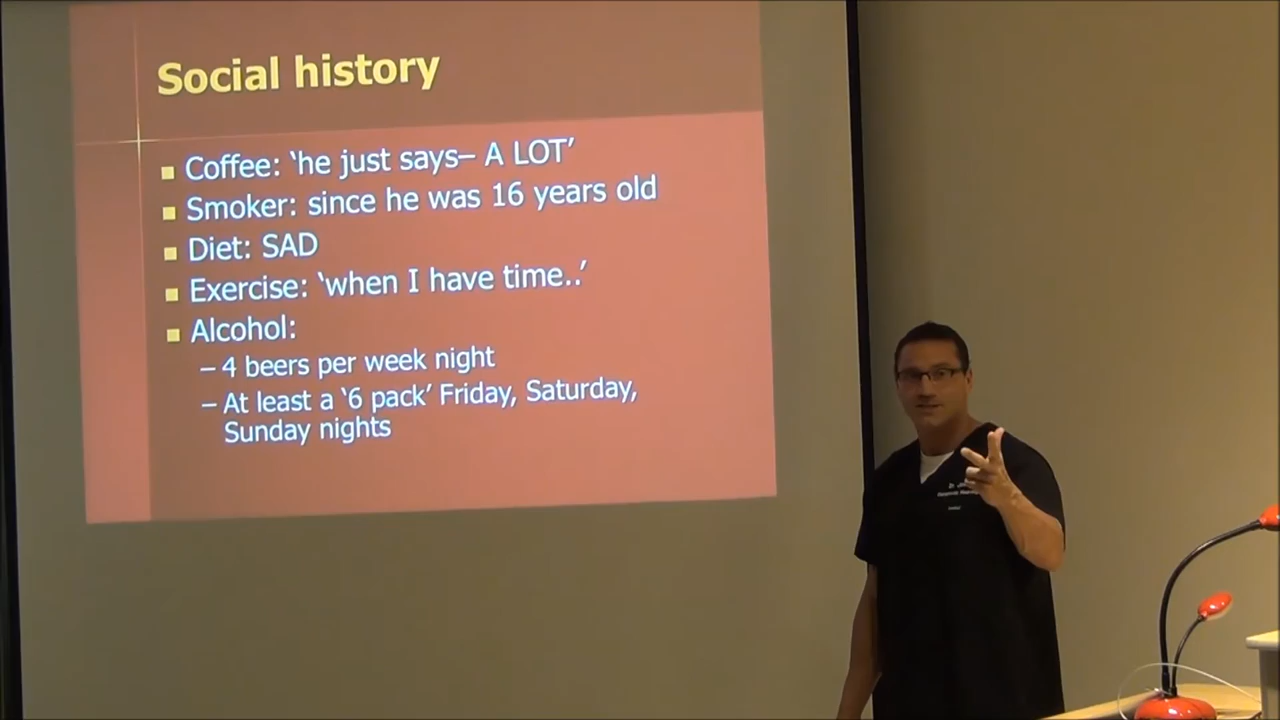 Social history
Coffee: ‘he just says– A LOT’
Smoker: since he was 16 years old
Diet: SAD
Exercise: ‘when I have time..’
Alcohol:
– 4 beers per week night
– At least a ‘6 pack’ Friday, Saturday,
Sunday nights
Dr.